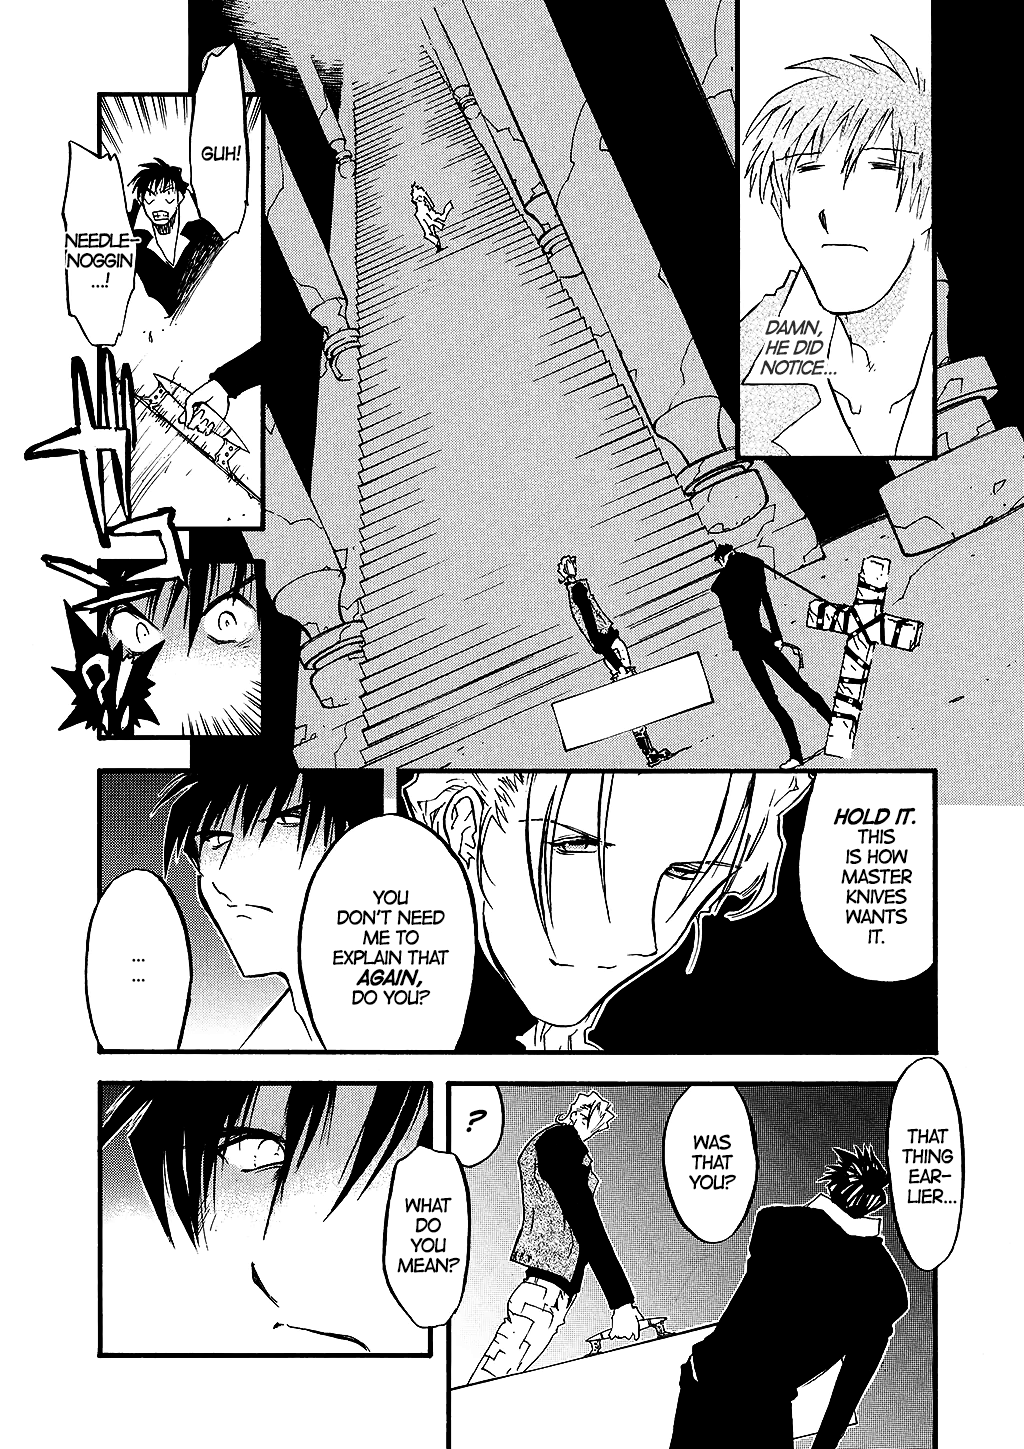 DAMN,
HE DID
NOTICE...
GUH!
NEEDLE-
NOGGIN
...!
HOLD IT.
THIS
IS HOW
MASTER
KNIVES
WANTS
IT.
YOU
DON'T NEED
ME TO
EXPLAIN THAT
AGAIN,
DO YOU?
...
...
THAT
THING
EAR-
LIER...
WAS
THAT
YOU?
?
WHAT
DO
YOU
MEAN?